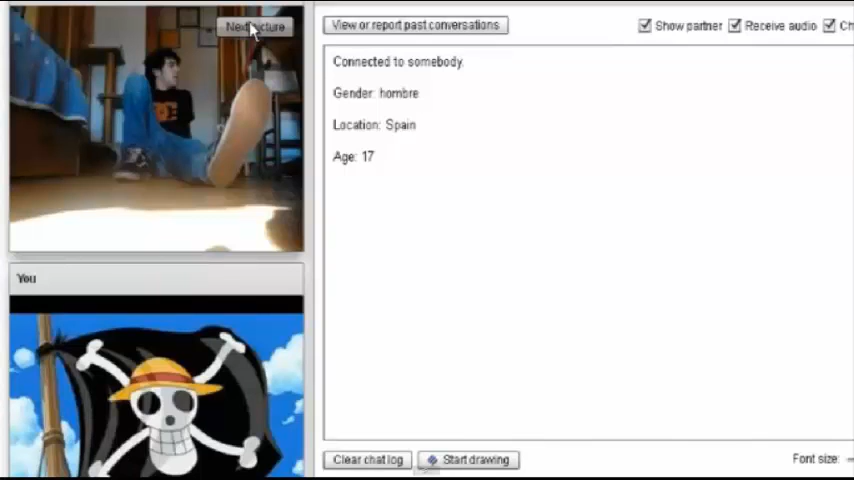 Next picture
View or report past conversations
Show partner
Receive audio
Connected to somebody.
Gender: hombre
Location: Spain
Age: 17
You
Clear chat log
Start drawing
Font size: